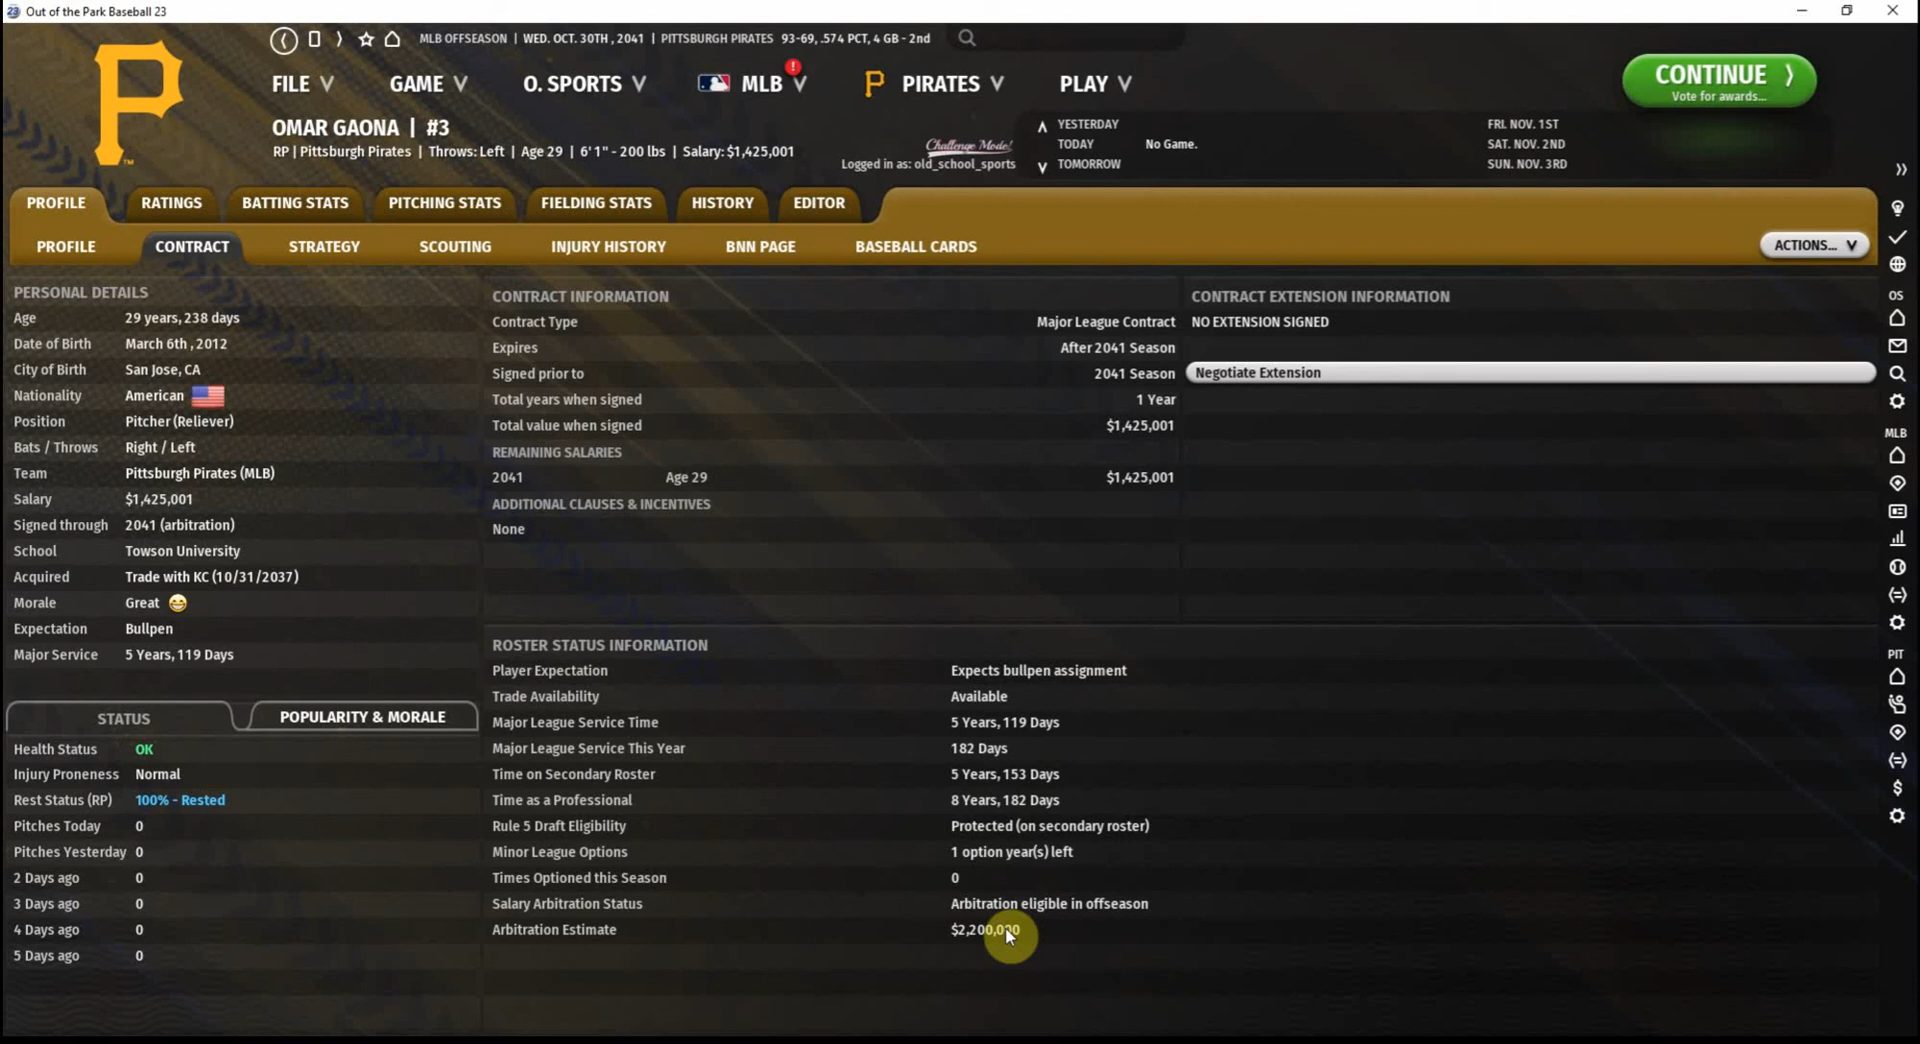 23 Out of the Park Baseball 23
MLB OFFSEASON | WED. OCT. 30TH, 2041 | PITTSBURGH PIRATES 93-69, .574 PCT, 4 GB - 2nd
FILE GAME O. SPORTS MLB PIRATES PLAY
CONTINUE
Vote for awards...
OMAR GAONA | #3
RP | Pittsburgh Pirates | Throws: Left | Age 29 | 6' 1" - 200 lbs | Salary: $1,425,001
Challenge Mode!
Logged in as: old_school_sports
YESTERDAY
TODAY No Game.
TOMORROW
FRI. NOV. 1ST
SAT. NOV. 2ND
SUN. NOV. 3RD
PROFILE RATINGS BATTING STATS PITCHING STATS FIELDING STATS HISTORY EDITOR
PROFILE CONTRACT STRATEGY SCOUTING INJURY HISTORY BNN PAGE BASEBALL CARDS ACTIONS...
PERSONAL DETAILS
Age 29 years, 238 days
Date of Birth March 6th , 2012
City of Birth San Jose, CA
Nationality American
Position Pitcher (Reliever)
Bats / Throws Right / Left
Team Pittsburgh Pirates (MLB)
Salary $1,425,001
Signed through 2041 (arbitration)
School Towson University
Acquired Trade with KC (10/31/2037)
Morale Great
Expectation Bullpen
Major Service 5 Years, 119 Days
STATUS POPULARITY & MORALE
Health Status OK
Injury Proneness Normal
Rest Status (RP) 100% - Rested
Pitches Today 0
Pitches Yesterday 0
2 Days ago 0
3 Days ago 0
4 Days ago 0
5 Days ago 0
CONTRACT INFORMATION
Contract Type Major League Contract
Expires After 2041 Season
Signed prior to 2041 Season
Total years when signed 1 Year
Total value when signed $1,425,001
REMAINING SALARIES
2041 Age 29 $1,425,001
ADDITIONAL CLAUSES & INCENTIVES
None
CONTRACT EXTENSION INFORMATION
NO EXTENSION SIGNED
Negotiate Extension
ROSTER STATUS INFORMATION
Player Expectation Expects bullpen assignment
Trade Availability Available
Major League Service Time 5 Years, 119 Days
Major League Service This Year 182 Days
Time on Secondary Roster 5 Years, 153 Days
Time as a Professional 8 Years, 182 Days
Rule 5 Draft Eligibility Protected (on secondary roster)
Minor League Options 1 option year(s) left
Times Optioned this Season 0
Salary Arbitration Status Arbitration eligible in offseason
Arbitration Estimate $2,200,000
OS
MLB
PIT